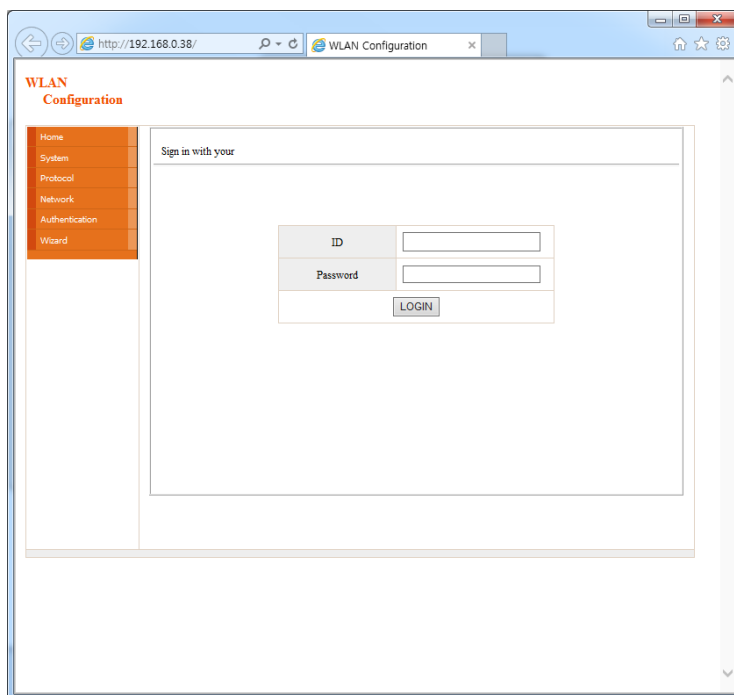 http://192.168.0.38/
WLAN Configuration
WLAN
Configuration
Home
System
Protocol
Network
Authentication
Wizard
Sign in with your
ID
Password
LOGIN